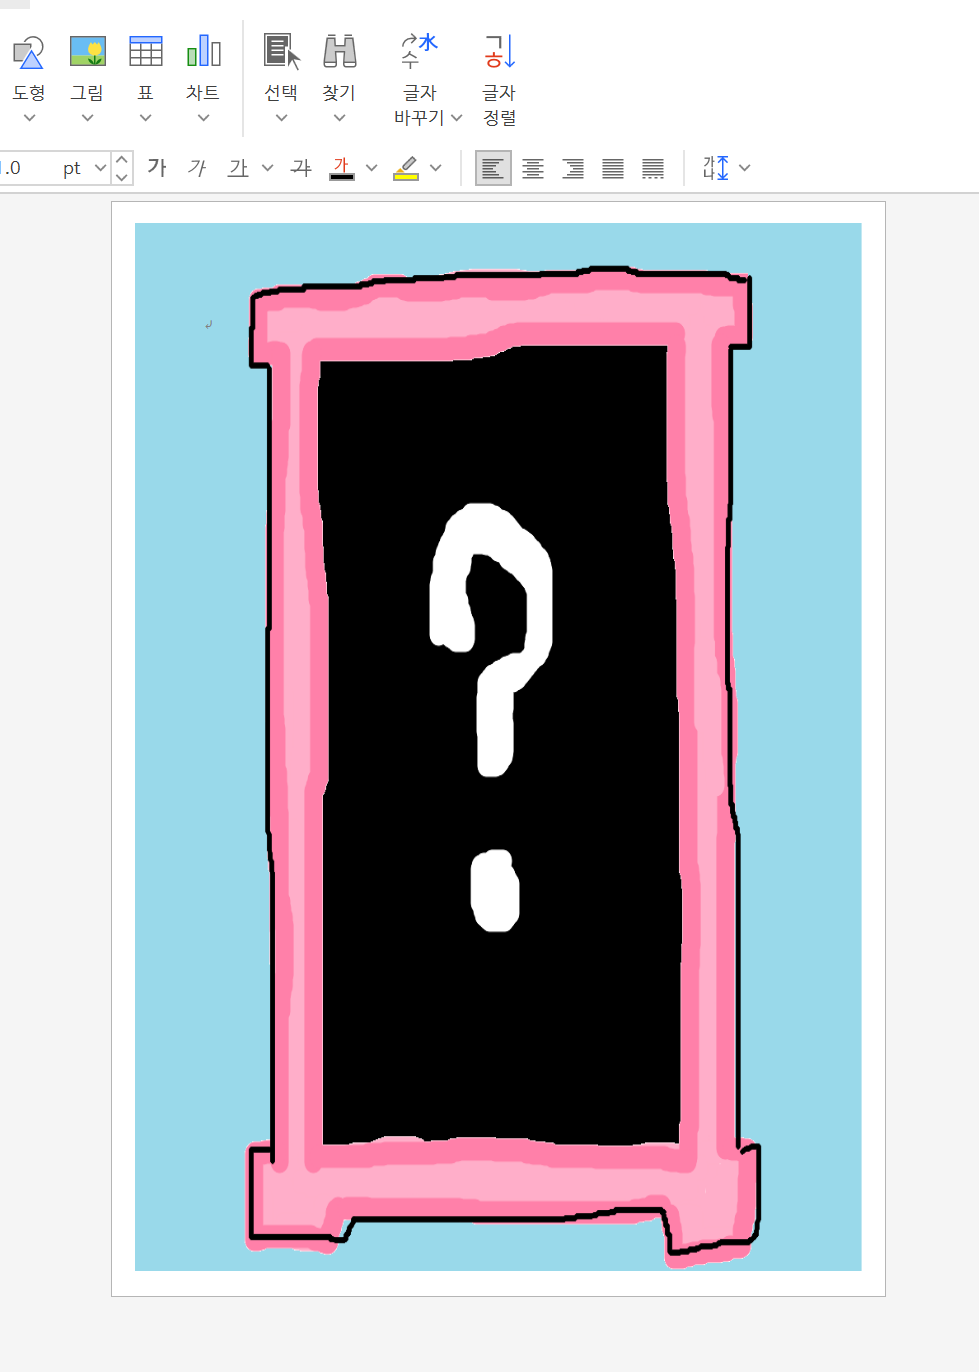 도형 그림 표 차트 선택 찾기 글자 바꾸기 글자 정렬
.0 pt 가 가 가 가 가 가나
?